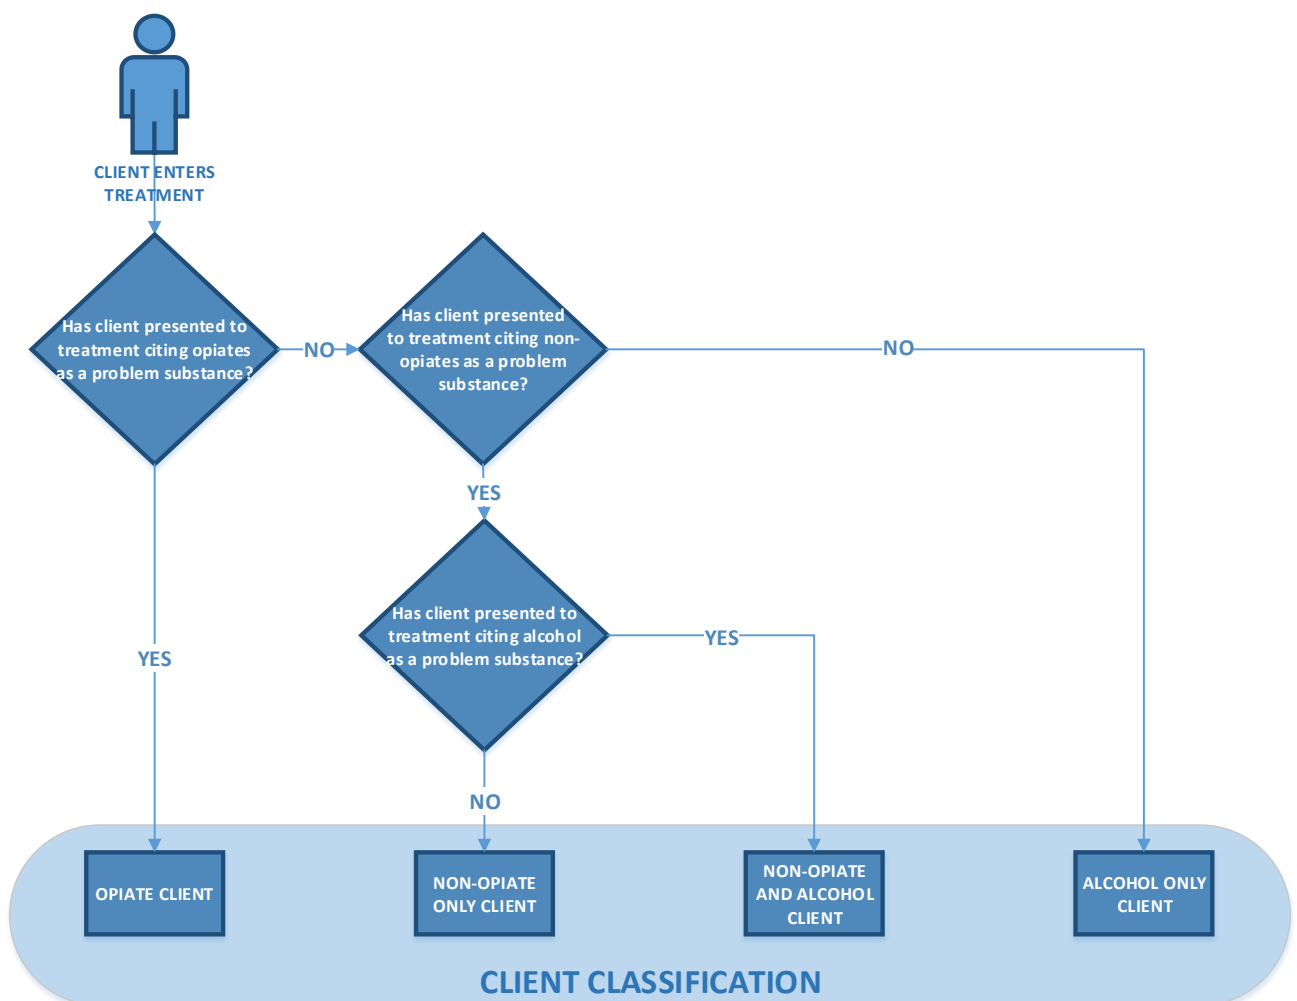 CLIENT ENTERS
TREATMENT
Has client presented to
treatment citing opiates
as a problem substance?
NO
Has client presented
to treatment citing non-
opiates as a problem
substance?
NO
YES
Has client presented to
treatment citing alcohol
as a problem substance?
YES
YES
NO
OPIATE CLIENT
NON-OPIATE
ONLY CLIENT
NON-OPIATE
AND ALCOHOL
CLIENT
ALCOHOL ONLY
CLIENT
CLIENT CLASSIFICATION